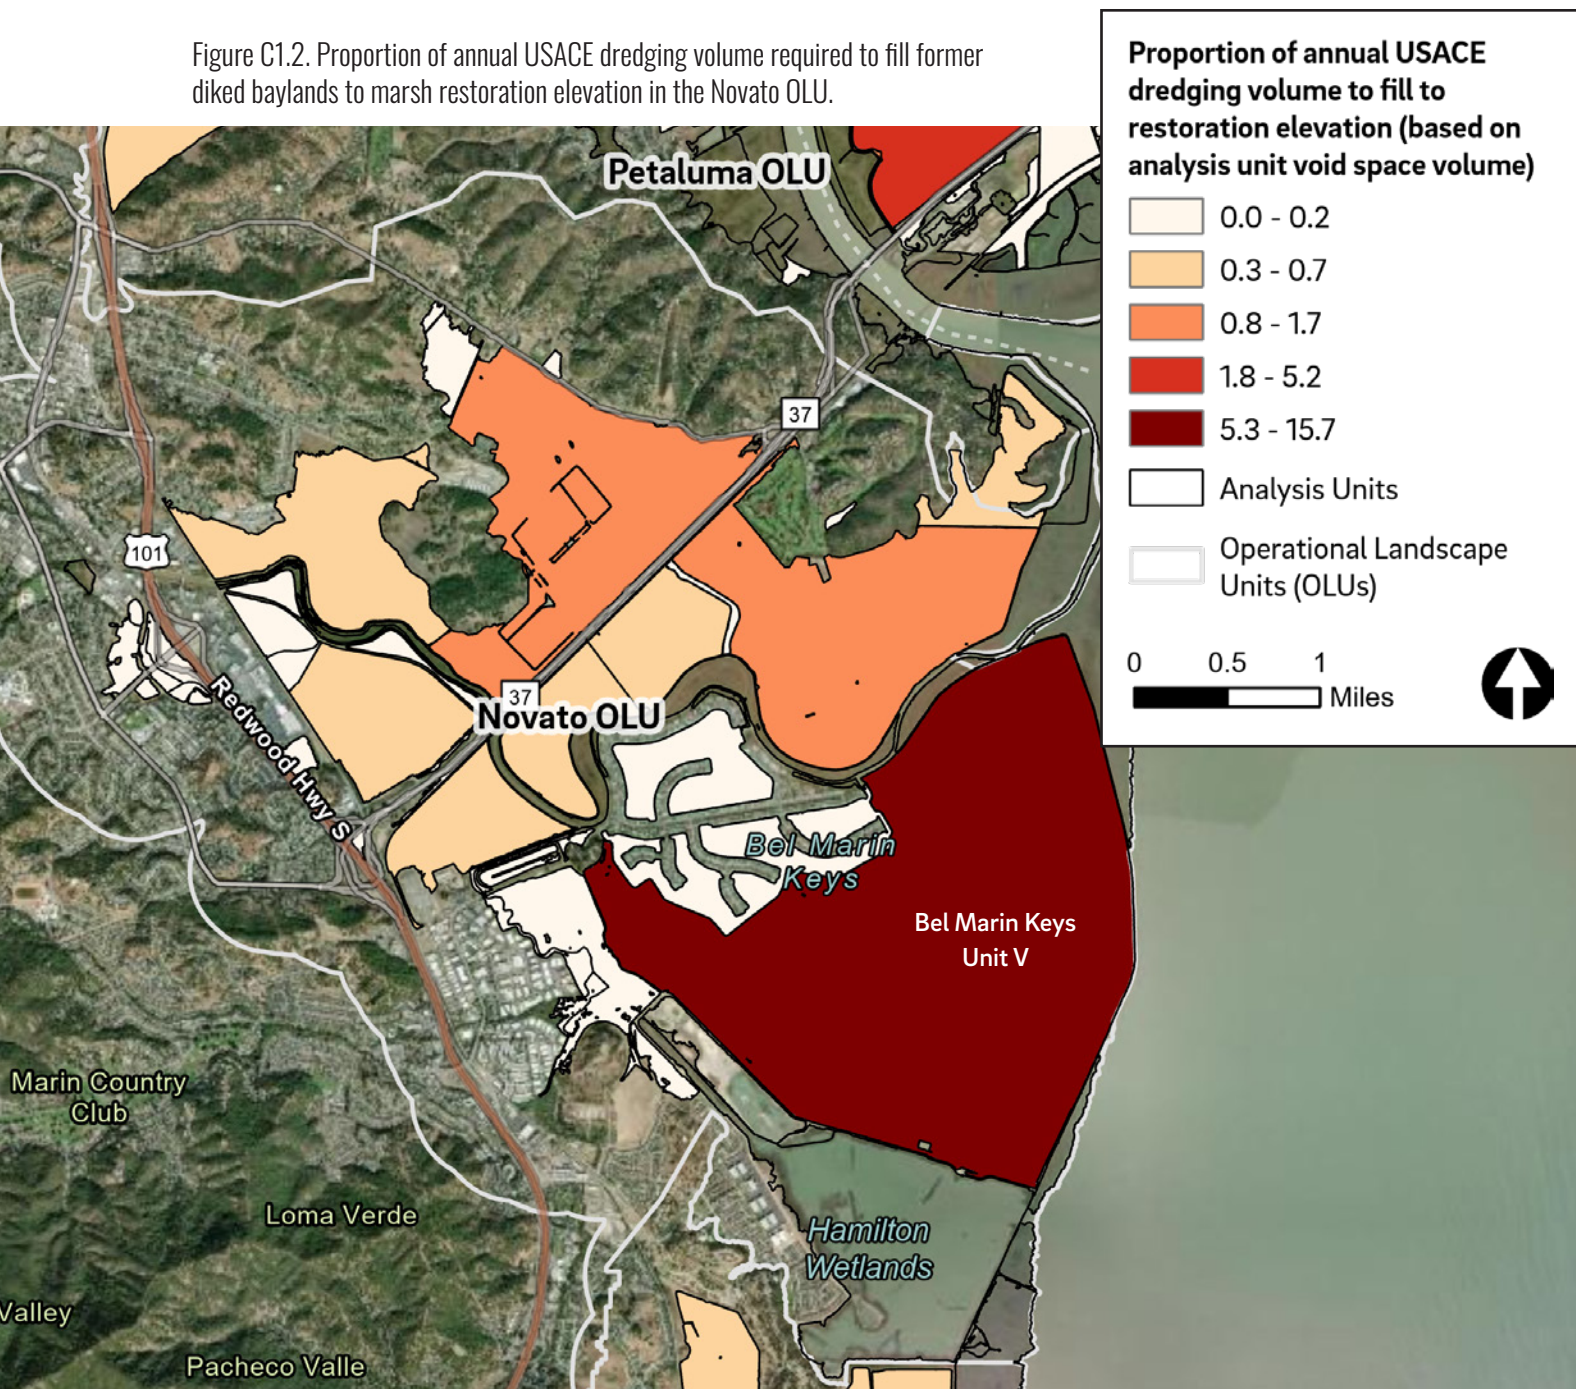 Figure C1.2. Proportion of annual USACE dredging volume required to fill former
diked baylands to marsh restoration elevation in the Novato OLU.
Proportion of annual USACE
dredging volume to fill to
restoration elevation (based on
analysis unit void space volume)
0.0 - 0.2
0.3 - 0.7
0.8 - 1.7
1.8 - 5.2
5.3 - 15.7
Analysis Units
Operational Landscape
Units (OLUs)
0 0.5 1
Miles
Petaluma OLU
37
101
37
Novato OLU
Redwood Hwy S
Bel Marin
Keys
Bel Marin Keys
Unit V
Marin Country
Club
Loma Verde
Hamilton
Wetlands
Valley
Pacheco Valle